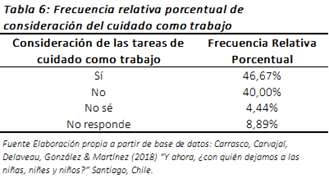 Tabla 6: Frecuencia relativa porcentual de
consideración del cuidado como trabajo
Consideración de las tareas de Frecuencia Relativa
cuidado como trabajo Porcentual
Sí 46,67%
No 40,00%
No sé 4,44%
No responde 8,89%
Fuente Elaboración propia a partir de base de datos: Carrasco, Carvajal,
Delaveau, González & Martínez (2018) "Y ahora, ¿con quién dejamos a las
niñas, niñes y niños?" Santiago, Chile.